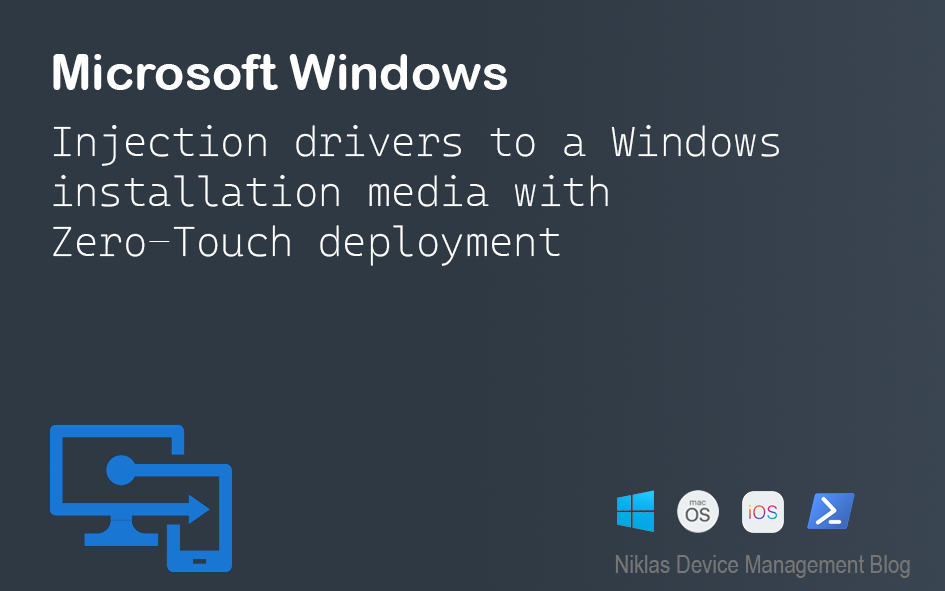 Microsoft Windows
Injection drivers to a Windows
installation media with
Zero-Touch deployment
mac
OS
iOS
Niklas Device Management Blog